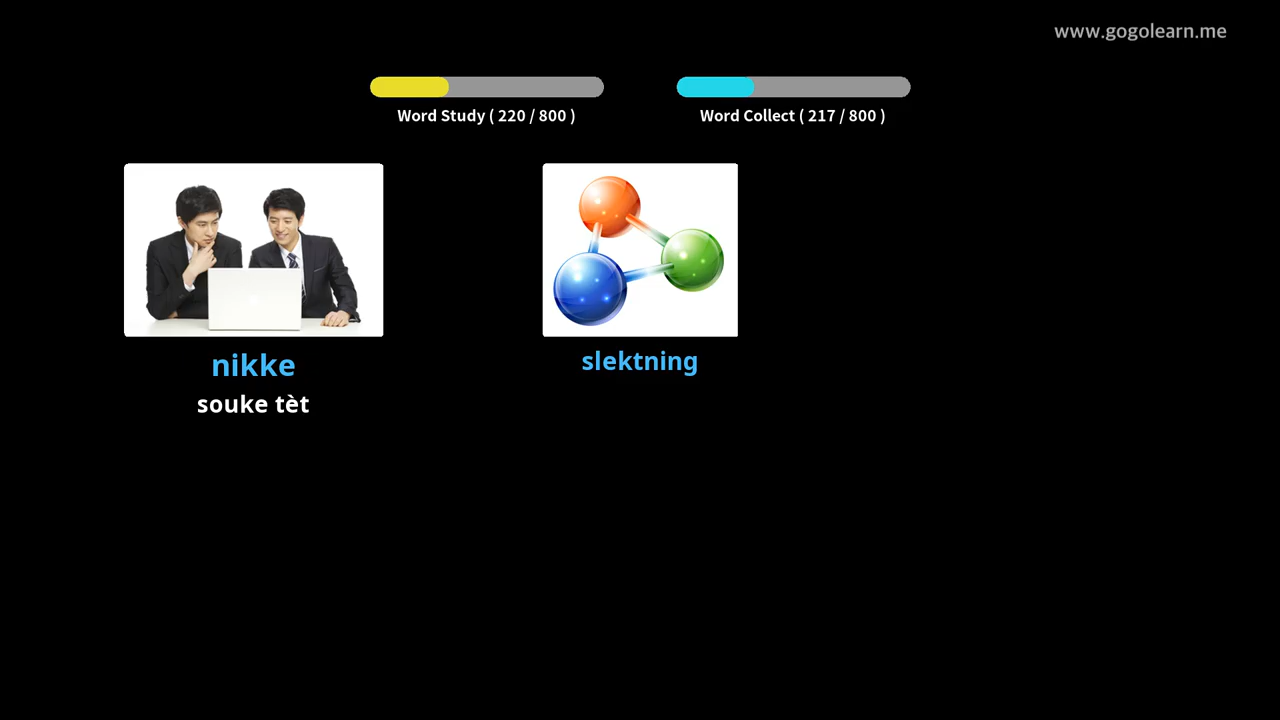 www.gogolearn.me
Word Study ( 220 / 800 )
Word Collect ( 217 / 800 )
nikke
souke tèt
slektning